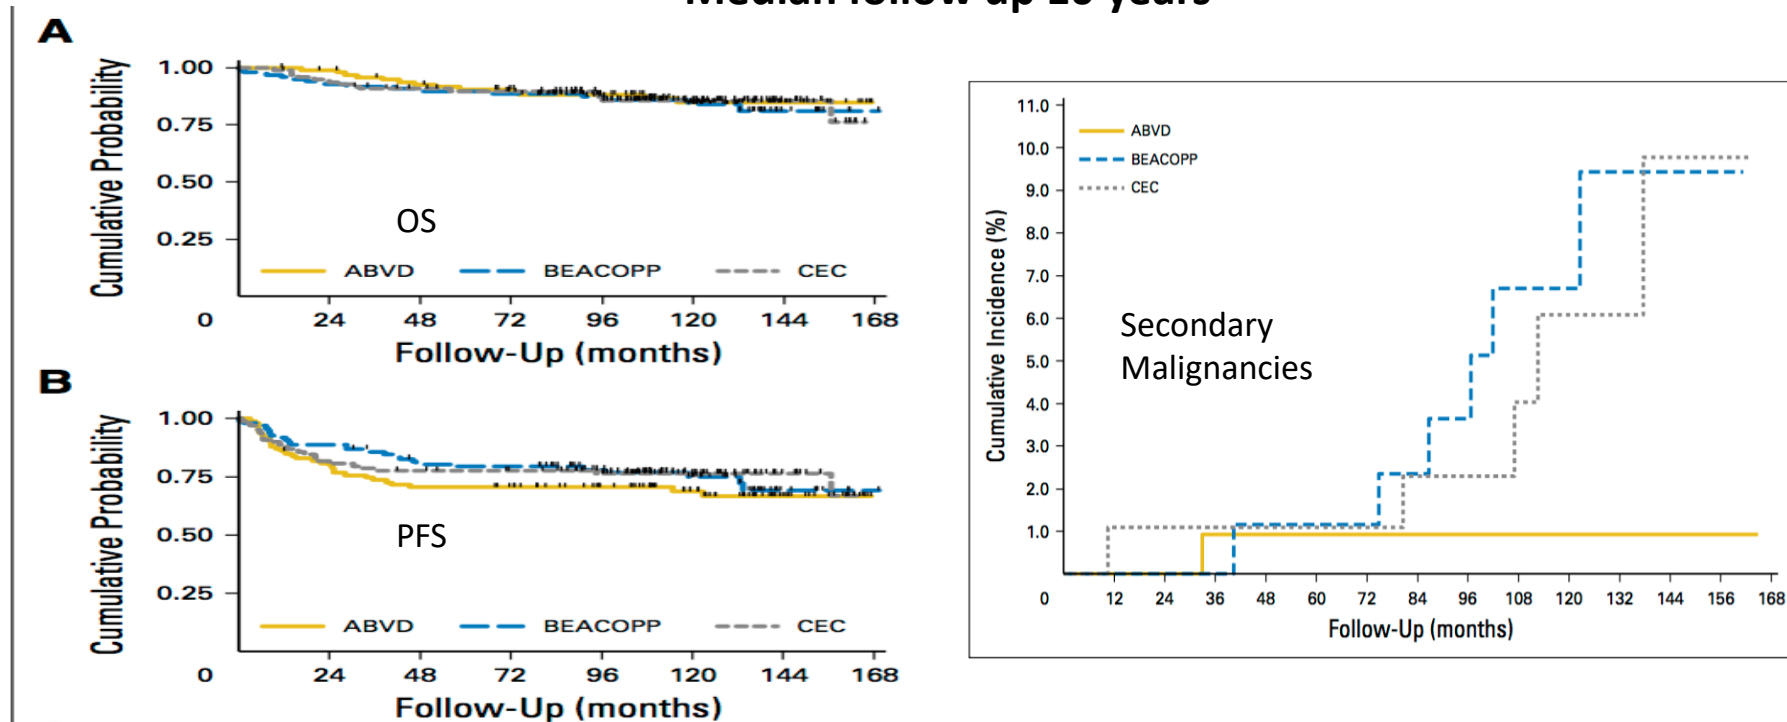 Median follow up 10 years
A
Cumulative Probability
1.00
0.75
0.50
0.25
OS
ABVD BEACOPP CEC
0 24 48 72 96 120 144 168
Follow-Up (months)
B
Cumulative Probability
1.00
0.75
0.50
0.25
PFS
ABVD BEACOPP CEC
0 24 48 72 96 120 144 168
Follow-Up (months)
Cumulative Incidence (%)
11.0
10.0
9.0
8.0
7.0
6.0
5.0
4.0
3.0
2.0
1.0
ABVD
BEACOPP
CEC
Secondary
Malignancies
0 12 24 36 48 60 72 84 96 108 120 132 144 156 168
Follow-Up (months)